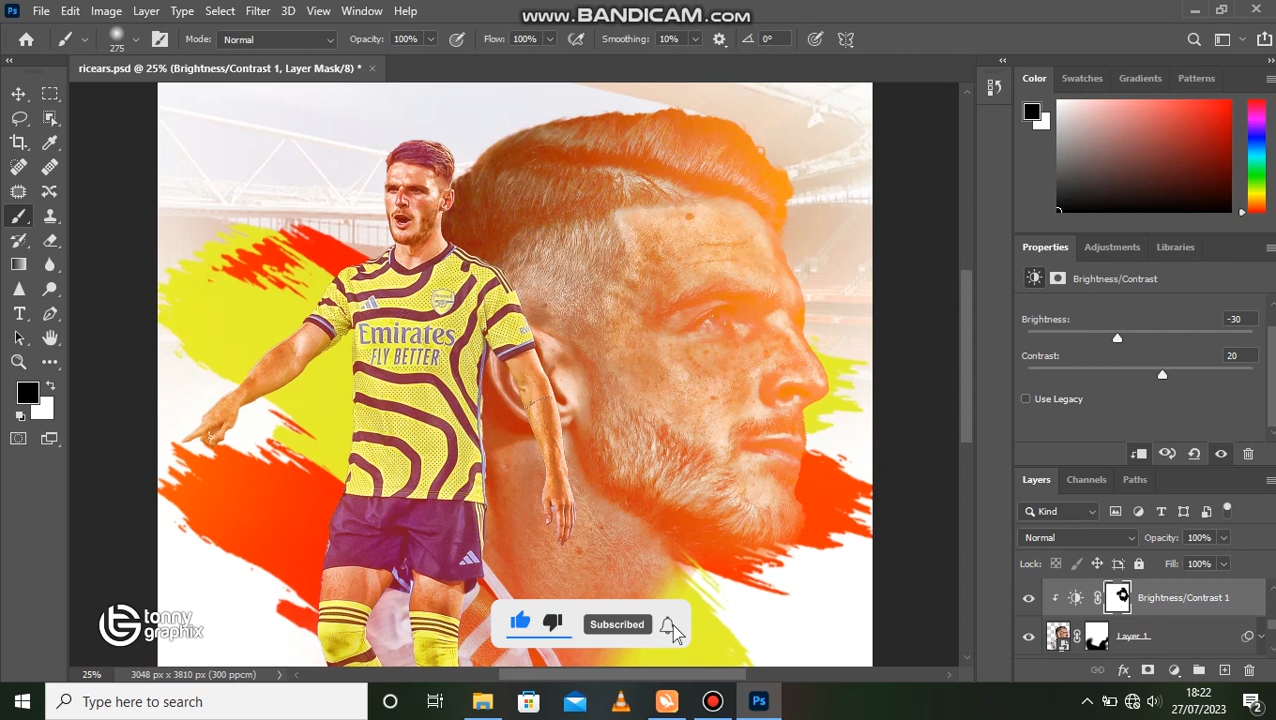 www.BANDICAM.com
Ps File Edit Image Layer Type Select Filter 3D View Window Help
275 Mode: Normal Opacity: 100% Flow: 100% Smoothing: 10% 0°
ricears.psd @ 25% (Brightness/Contrast 1, Layer Mask/8) * ×
Color Swatches Gradients Patterns
Properties Adjustments Libraries
Brightness/Contrast
Brightness: -30
Contrast: 20
Use Legacy
Layers Channels Paths
Kind
Normal Opacity: 100%
Lock: Fill: 100%
Brightness/Contrast 1
Layer 1
Emirates
FLY BETTER
tonny
graphix
Subscribed
25% 3048 px x 3810 px (300 ppcm)
Type here to search
Ps
18:22
27/07/2023
2